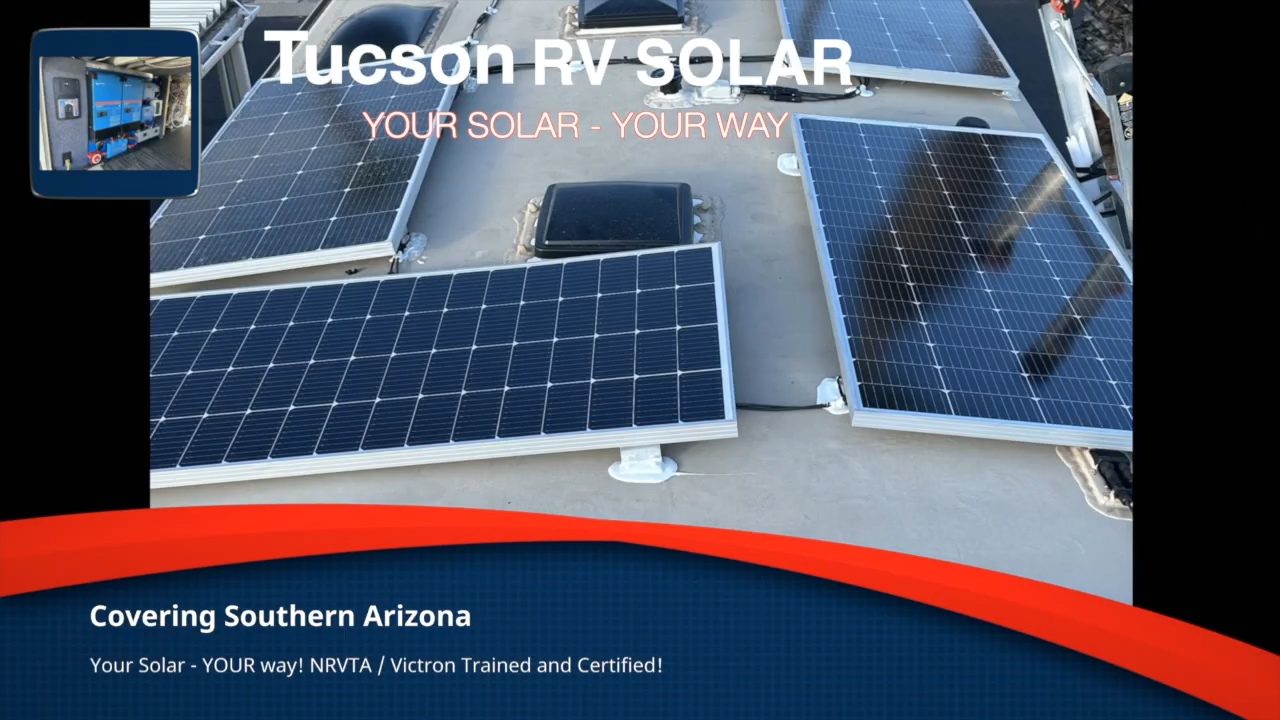 Tucson RV SOLAR
YOUR SOLAR - YOUR WAY
Covering Southern Arizona
Your Solar - YOUR way! NRVTA / Victron Trained and Certified!